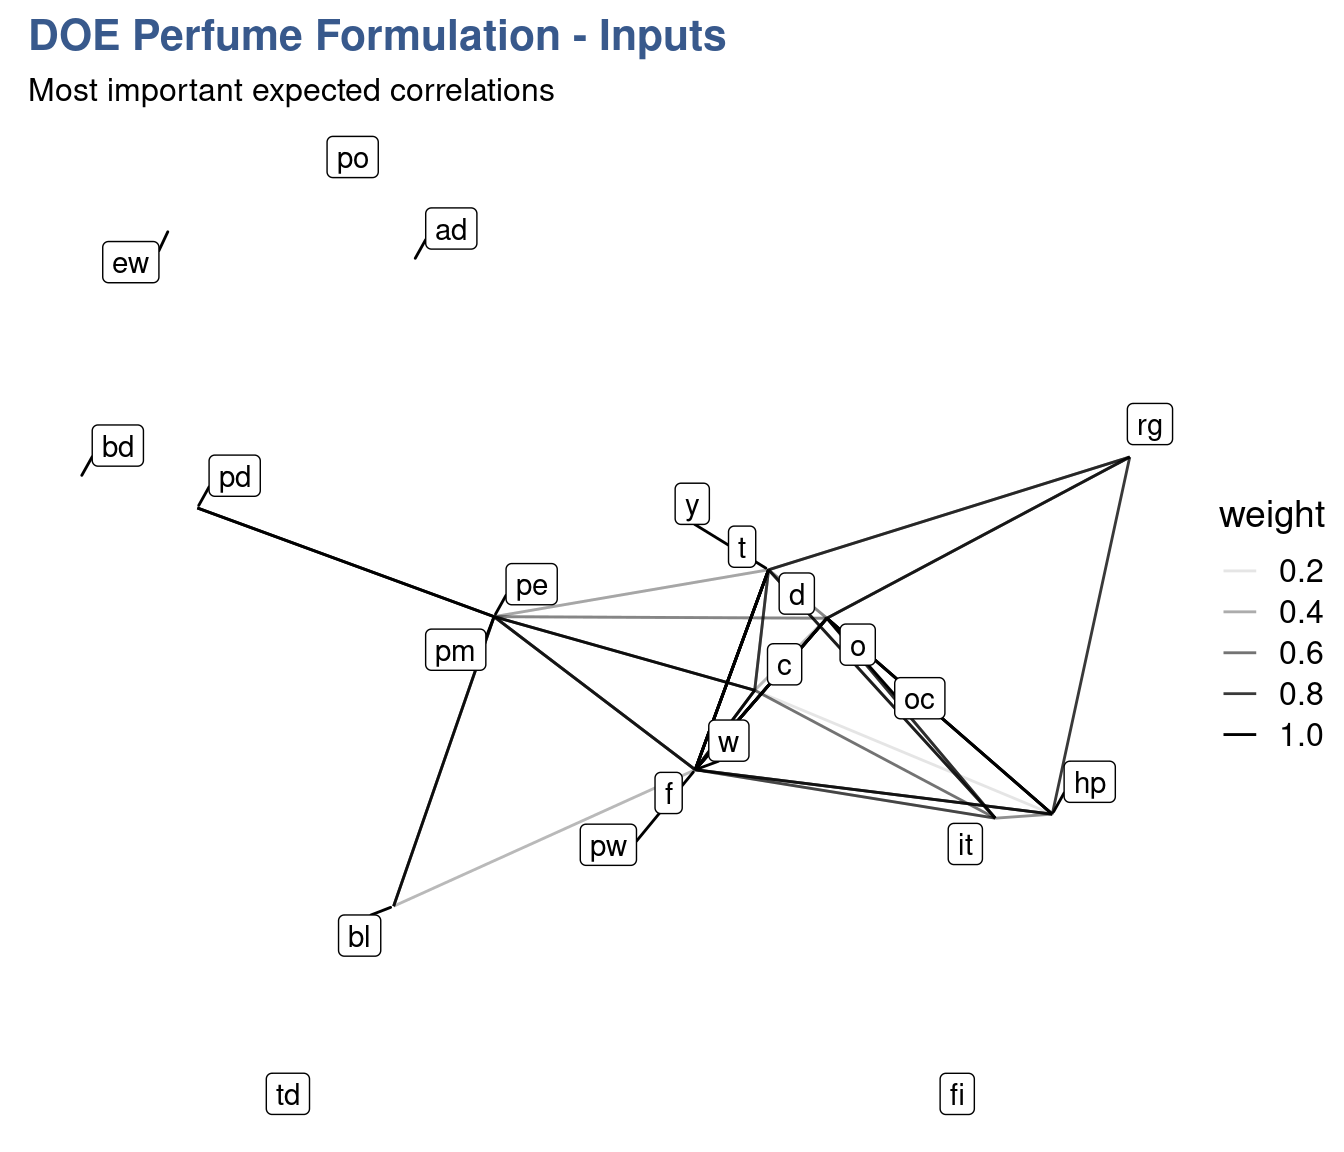 DOE Perfume Formulation - Inputs
Most important expected correlations
po
ad
ew
rg
bd
pd
y
weight
t
0.2
pe
d
0.4
o
pm
0.6
c
oc
0.8
w
1.0
hp
f
pw
it
bl
td
fi